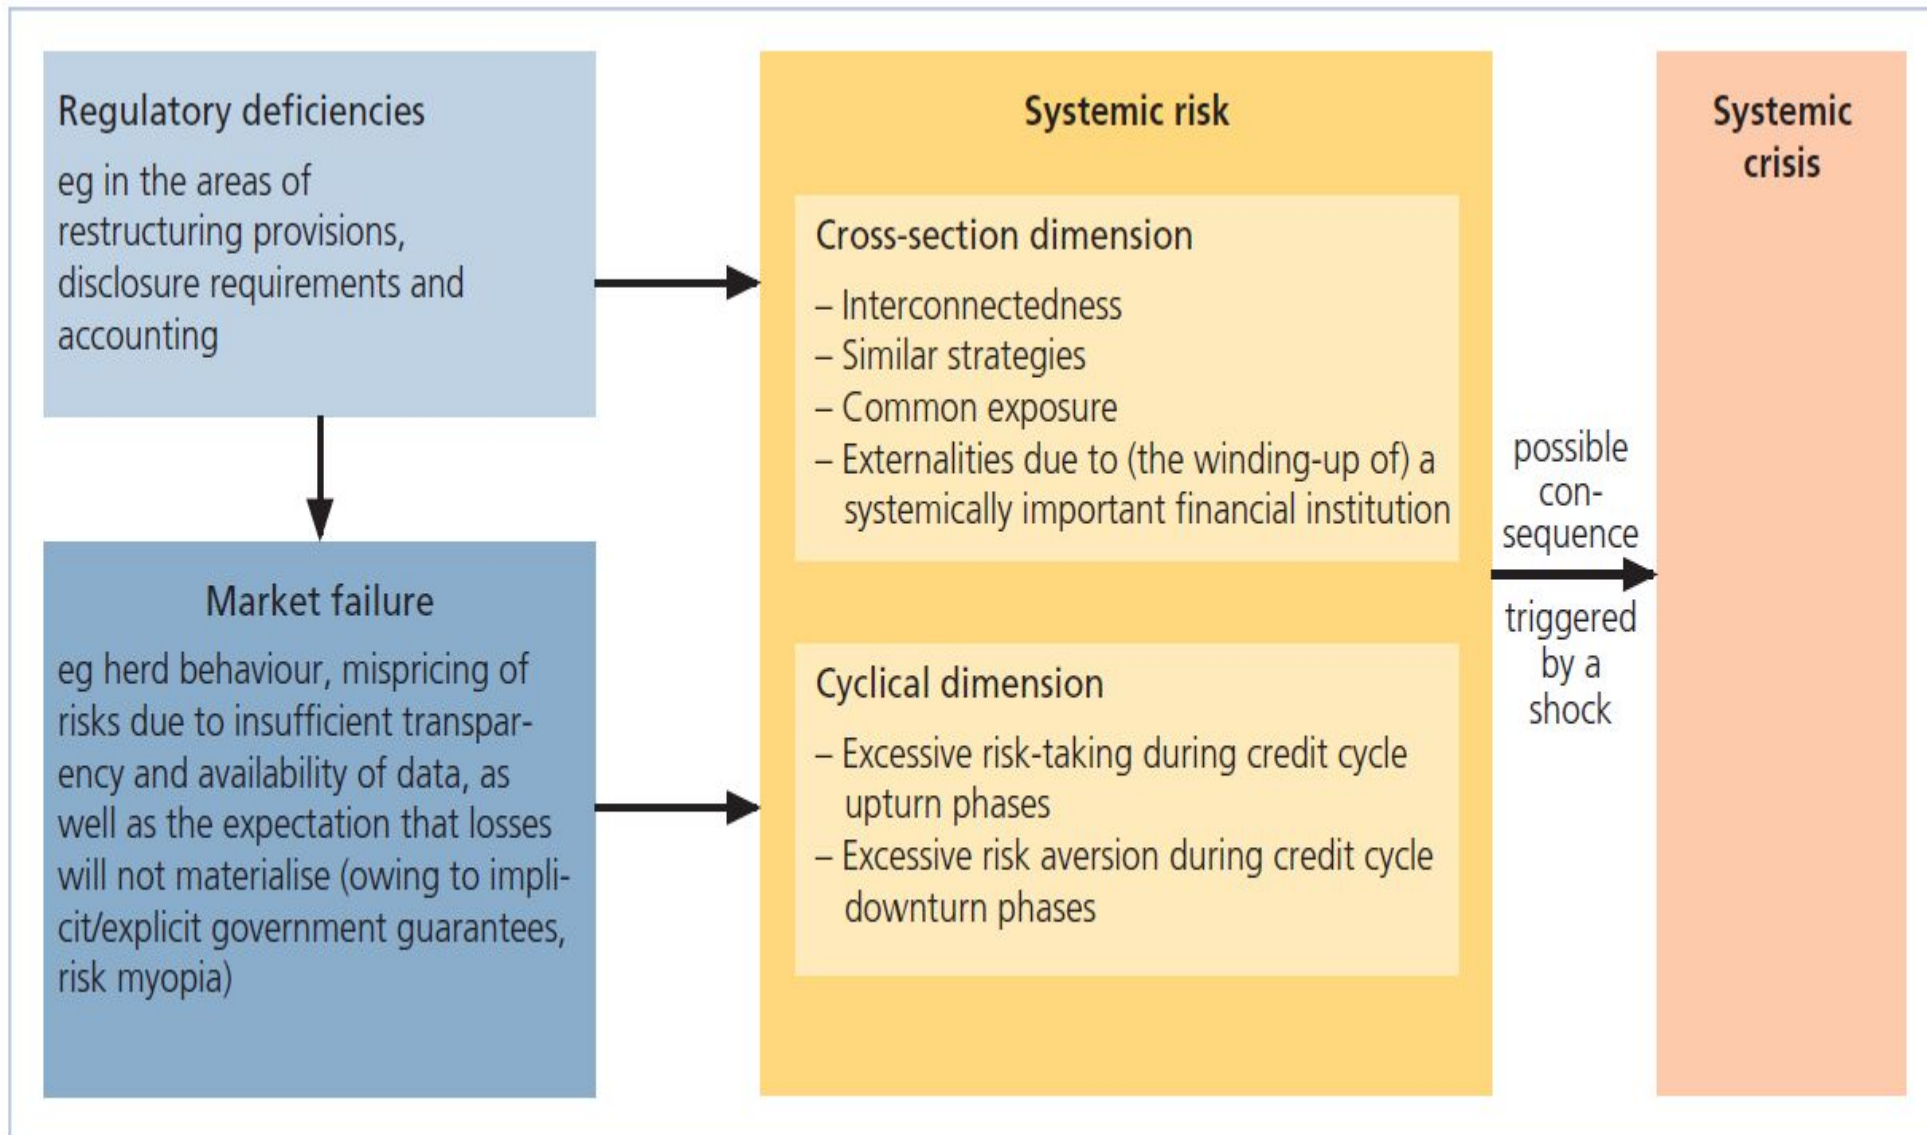 Regulatory deficiencies
eg in the areas of
restructuring provisions,
disclosure requirements and
accounting
Market failure
eg herd behaviour, mispricing of
risks due to insufficient transpar-
ency and availability of data, as
well as the expectation that losses
will not materialise (owing to impli-
cit/explicit government guarantees,
risk myopia)
Systemic risk
Cross-section dimension
– Interconnectedness
– Similar strategies
– Common exposure
– Externalities due to (the winding-up of) a
systemically important financial institution
Cyclical dimension
– Excessive risk-taking during credit cycle
upturn phases
– Excessive risk aversion during credit cycle
downturn phases
possible
con-
sequence
triggered
by a
shock
Systemic
crisis